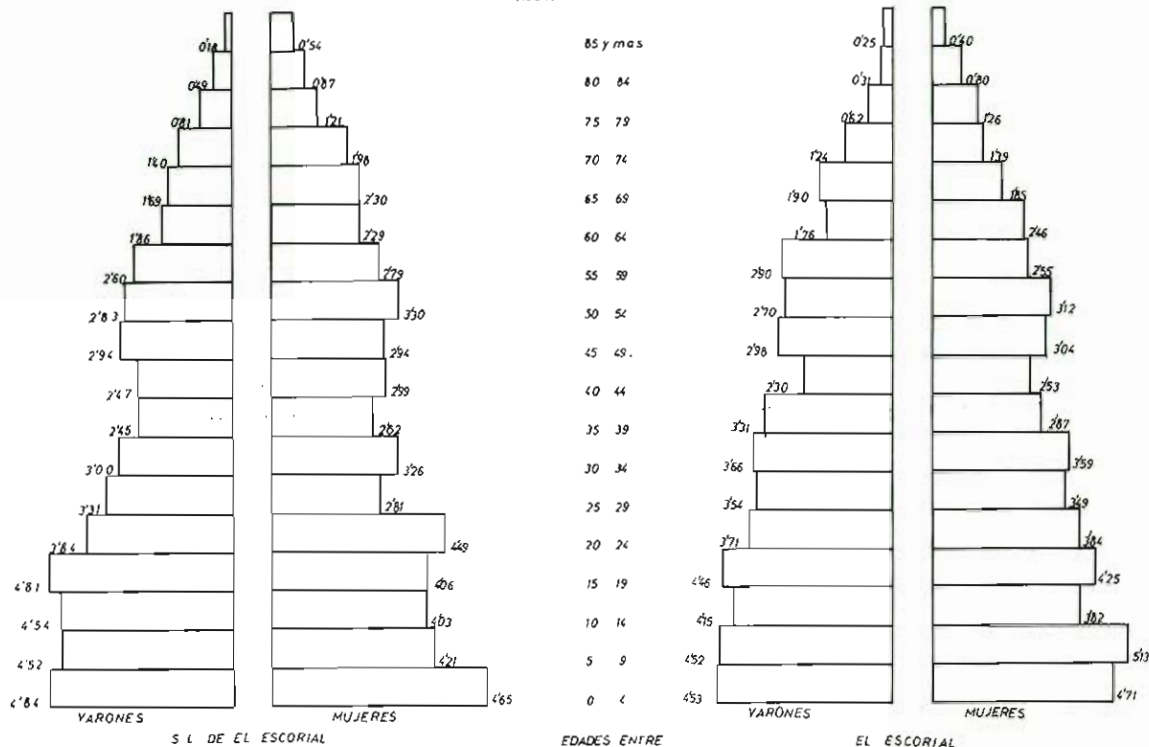 0'18 0'54 85 y mas 0'25 0'40
0'49 0'87 80 84 0'31 0'80
0'81 1'21 75 79 0'62 1'26
1'40 1'98 70 74 1'24 1'39
1'69 2'30 65 69 1'90 1'85
1'86 2'29 60 64 1'76 2'46
2'60 2'79 55 59 2'90 2'55
2'83 3'30 50 54 2'70 3'12
2'94 2'94 45 49. 2'98 3'04
2'47 2'99 40 44 2'30 2'53
2'45 2'62 35 39 3'31 2'87
3'00 3'26 30 34 3'66 3'59
3'31 2'81 25 29 3'54 3'49
3'84 4'49 20 24 3'71 3'84
4'81 4'06 15 19 4'46 4'25
4'54 4'03 10 14 4'15 3'82
4'52 4'21 5 9 4'52 5'13
4'84 4'65 0 4 4'53 4'71
VARONES MUJERES VARONES MUJERES
S L DE EL ESCORIAL EDADES ENTRE EL ESCORIAL